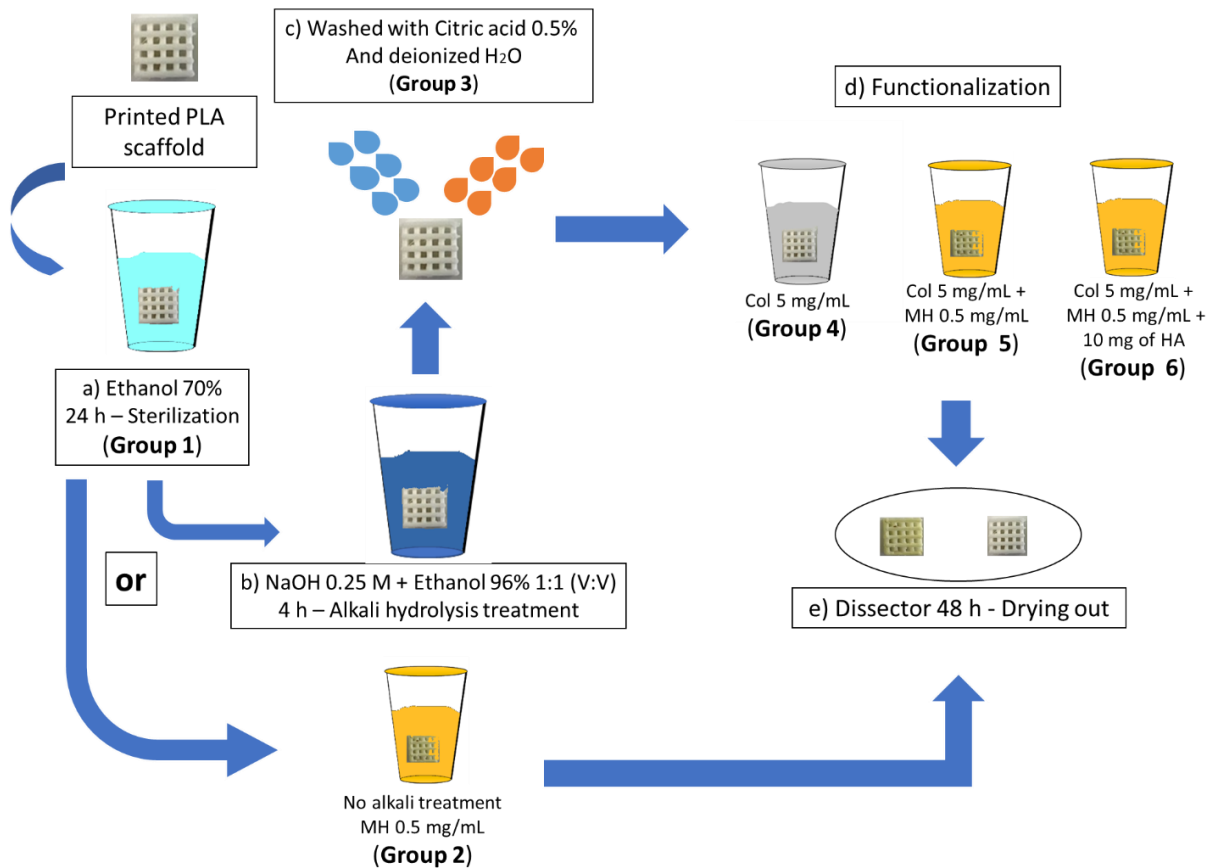 Printed PLA
scaffold
a) Ethanol 70%
24 h – Sterilization
(Group 1)
or
b) NaOH 0.25 M + Ethanol 96% 1:1 (V:V)
4 h – Alkali hydrolysis treatment
No alkali treatment
MH 0.5 mg/mL
(Group 2)
c) Washed with Citric acid 0.5%
And deionized H₂O
(Group 3)
d) Functionalization
Col 5 mg/mL
(Group 4)
Col 5 mg/mL +
MH 0.5 mg/mL
(Group 5)
Col 5 mg/mL +
MH 0.5 mg/mL +
10 mg of HA
(Group 6)
e) Dissector 48 h - Drying out